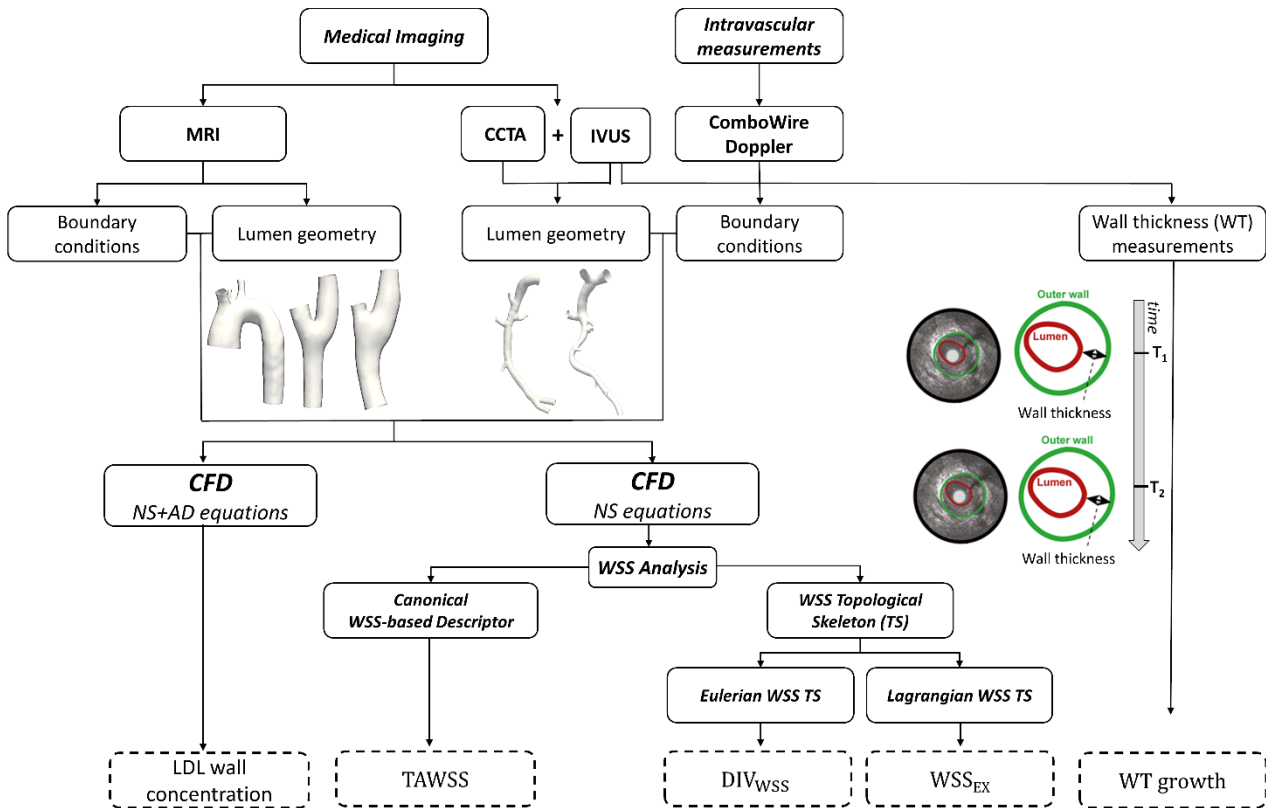 Medical Imaging
Intravascular
measurements
MRI
CCTA
+
IVUS
ComboWire
Doppler
Boundary
conditions
Lumen geometry
Lumen geometry
Boundary
conditions
Wall thickness (WT)
measurements
Outer wall
Lumen
Wall thickness
time
T₁
Outer wall
Lumen
Wall thickness
T₂
CFD
NS+AD equations
CFD
NS equations
WSS Analysis
Canonical
WSS-based Descriptor
WSS Topological
Skeleton (TS)
Eulerian WSS TS
Lagrangian WSS TS
LDL wall
concentration
TAWSS
DIV_WSS
WSS_EX
WT growth